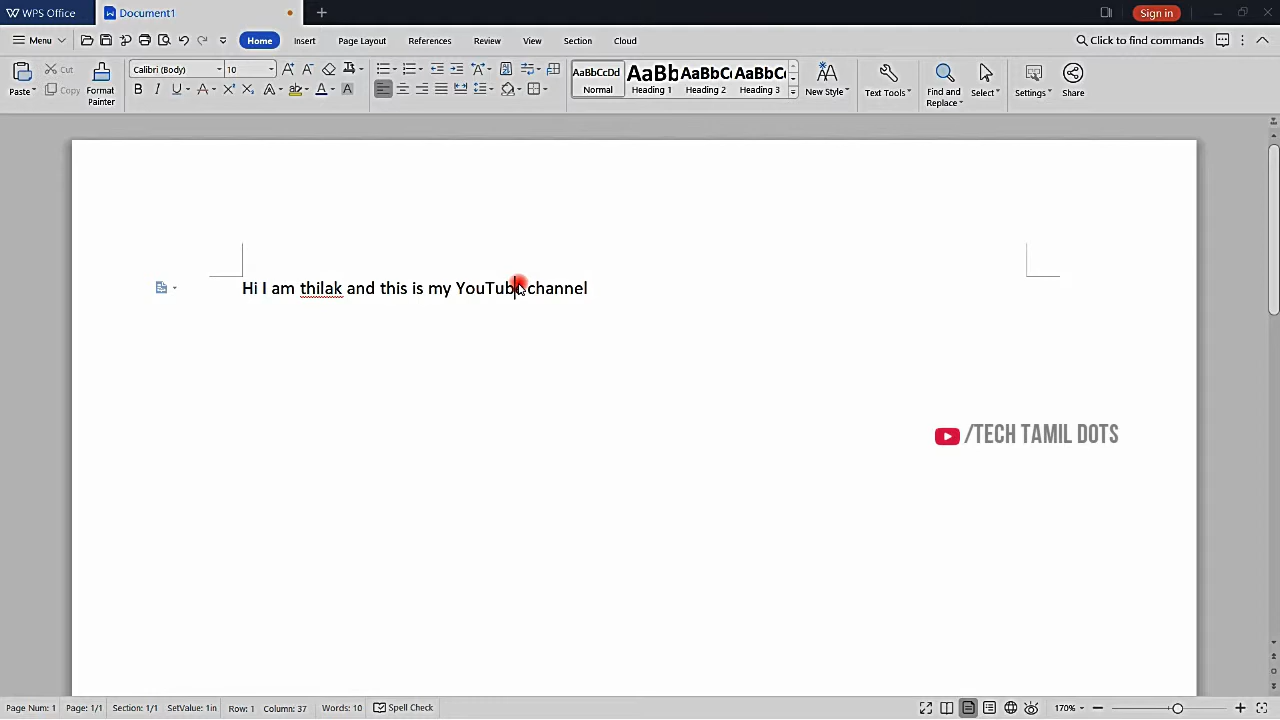 WPS Office
Document1
Sign in
Menu
Home
Insert
Page Layout
References
Review
View
Section
Cloud
Click to find commands
Paste
Cut
Copy
Format
Painter
Calibri (Body)
10
AaBbCcDd
Normal
AaBb
Heading 1
AaBbC
Heading 2
AaBbC
Heading 3
New Style
Text Tools
Find and
Replace
Select
Settings
Share
Hi I am thilak and this is my YouTube channel
/TECH TAMIL DOTS
Page Num: 1
Page: 1/1
Section: 1/1
SetValue: 1in
Row: 1
Column: 37
Words: 10
Spell Check
170%